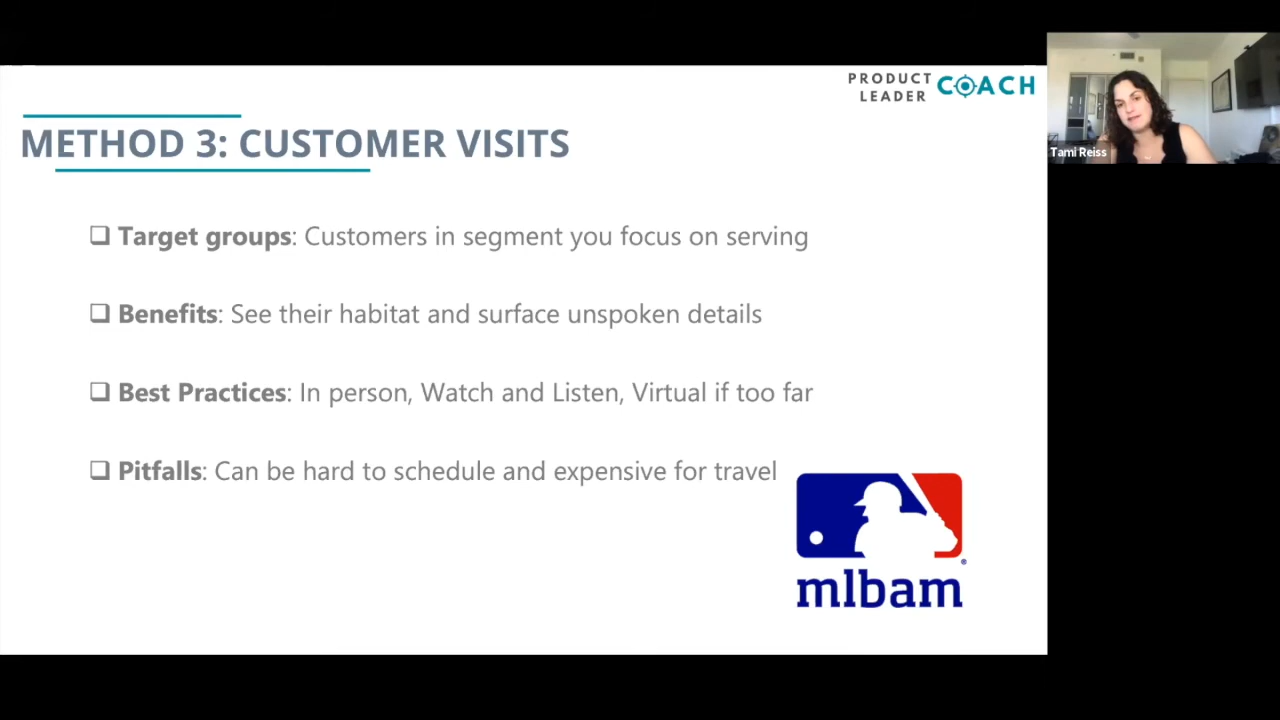 PRODUCT
LEADER
COACH
METHOD 3: CUSTOMER VISITS
Tami Reiss
Target groups: Customers in segment you focus on serving
Benefits: See their habitat and surface unspoken details
Best Practices: In person, Watch and Listen, Virtual if too far
Pitfalls: Can be hard to schedule and expensive for travel
mlbam